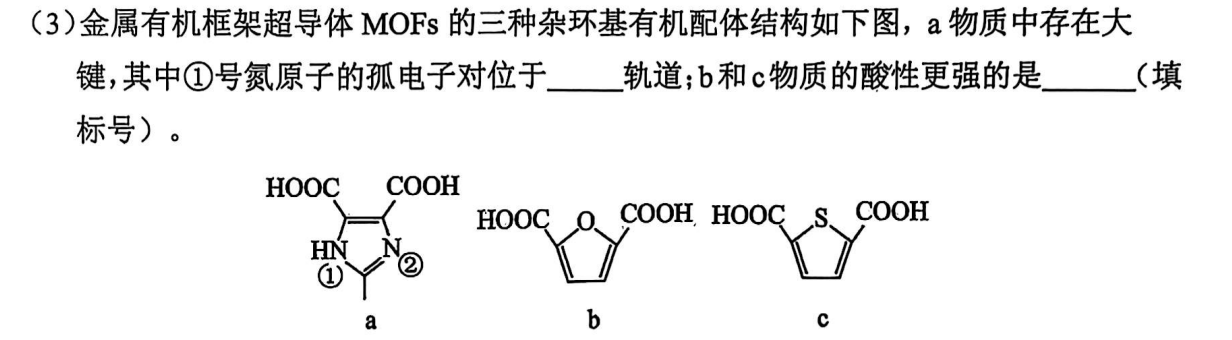 (3)金属有机框架超导体 MOFs 的三种杂环基有机配体结构如下图，a 物质中存在大
键,其中①号氮原子的孤电子对位于_____轨道;b和c物质的酸性更强的是______（填
标号）。
HOOC COOH
HN① N②
a
HOOC O COOH
b
HOOC S COOH
c